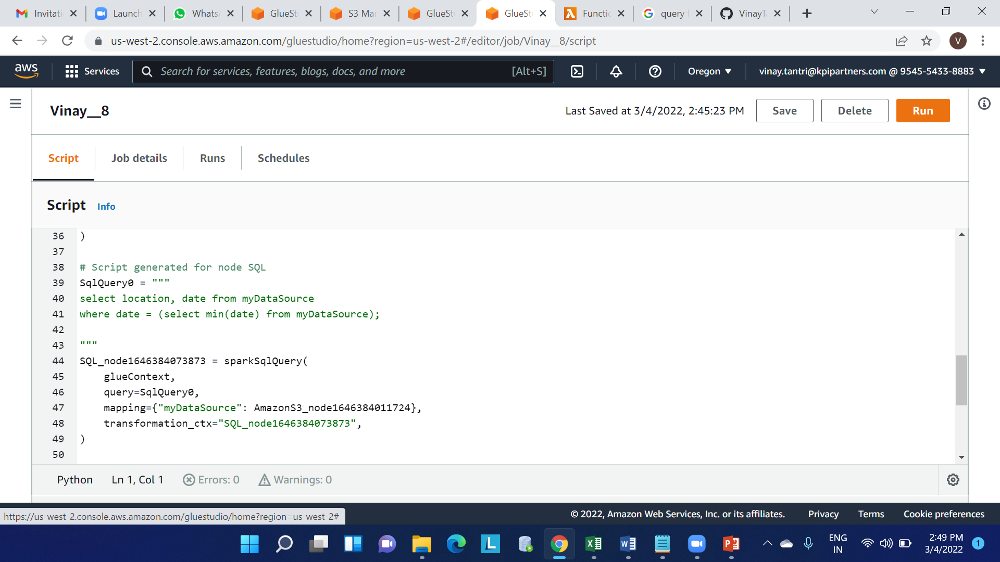 Invitati
Launch
Whats
GlueSt
S3 Mar
GlueSt
GlueSt
Functio
query f
VinayTa
us-west-2.console.aws.amazon.com/gluestudio/home?region=us-west-2#/editor/job/Vinay__8/script
V
aws
Services
Search for services, features, blogs, docs, and more
[Alt+S]
Oregon
vinay.tantri@kpipartners.com @ 9545-5433-8883
Vinay__8
Last Saved at 3/4/2022, 2:45:23 PM
Save
Delete
Run
Script
Job details
Runs
Schedules
Script Info
36 )
37
38 # Script generated for node SQL
39 SqlQuery0 = """
40 select location, date from myDataSource
41 where date = (select min(date) from myDataSource);
42
43 """
44 SQL_node1646384073873 = sparkSqlQuery(
45 glueContext,
46 query=SqlQuery0,
47 mapping={"myDataSource": AmazonS3_node1646384011724},
48 transformation_ctx="SQL_node1646384073873",
49 )
50
Python
Ln 1, Col 1
Errors: 0
Warnings: 0
https://us-west-2.console.aws.amazon.com/gluestudio/home?region=us-west-2#
© 2022, Amazon Web Services, Inc. or its affiliates.
Privacy
Terms
Cookie preferences
ENG
IN
2:49 PM
3/4/2022
1